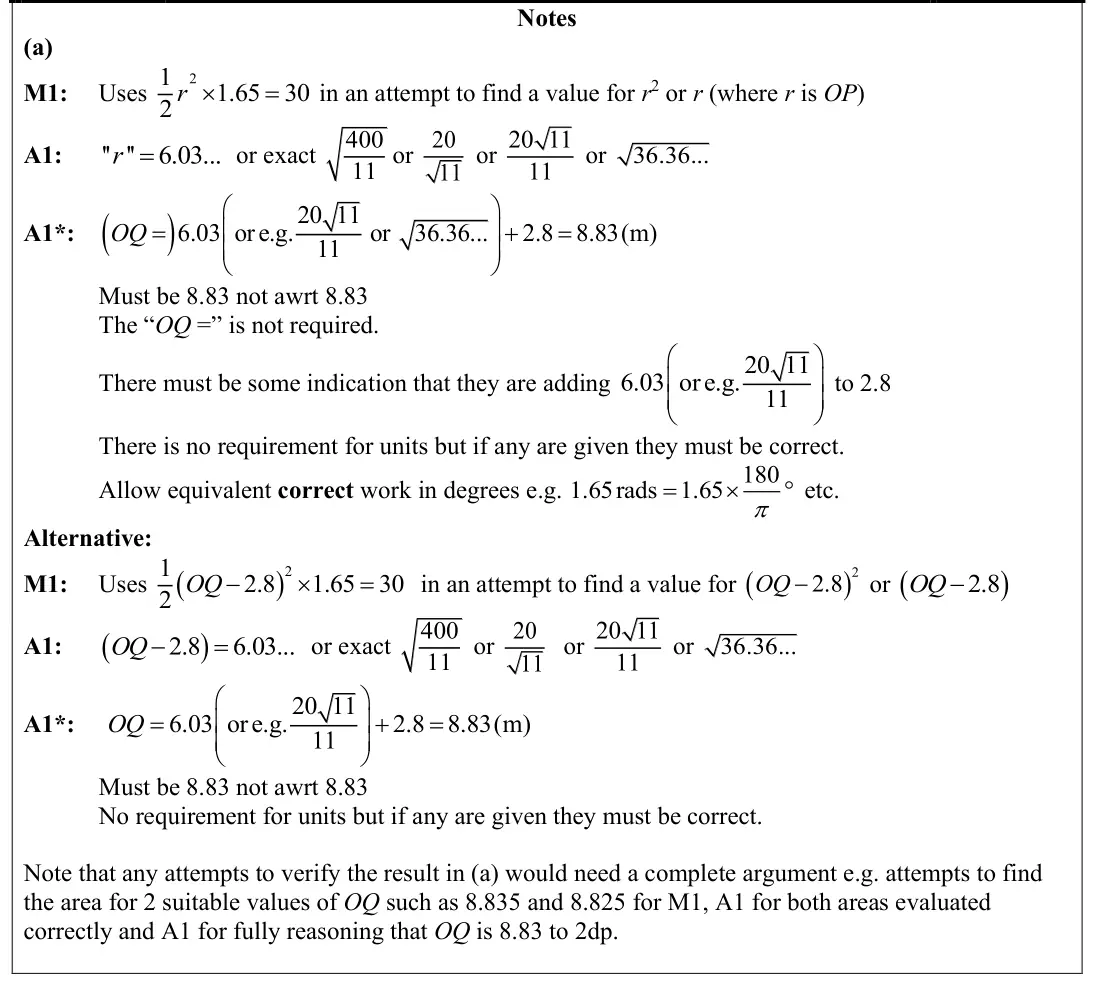 Notes
(a)
M1: Uses 1/2 r² ×1.65 = 30 in an attempt to find a value for r² or r (where r is OP)
A1: "r" = 6.03... or exact √(400/11) or 20/√11 or 20√11/11 or √36.36...
A1*: (OQ =) 6.03 (or e.g. 20√11/11 or √36.36...) + 2.8 = 8.83 (m)
Must be 8.83 not awrt 8.83
The “OQ =” is not required.
There must be some indication that they are adding 6.03 (or e.g. 20√11/11) to 2.8
There is no requirement for units but if any are given they must be correct.
Allow equivalent correct work in degrees e.g. 1.65 rads = 1.65 × 180/π ° etc.
Alternative:
M1: Uses 1/2 (OQ − 2.8)² ×1.65 = 30 in an attempt to find a value for (OQ − 2.8)² or (OQ − 2.8)
A1: (OQ − 2.8) = 6.03... or exact √(400/11) or 20/√11 or 20√11/11 or √36.36...
A1*: OQ = 6.03 (or e.g. 20√11/11) + 2.8 = 8.83 (m)
Must be 8.83 not awrt 8.83
No requirement for units but if any are given they must be correct.
Note that any attempts to verify the result in (a) would need a complete argument e.g. attempts to find
the area for 2 suitable values of OQ such as 8.835 and 8.825 for M1, A1 for both areas evaluated
correctly and A1 for fully reasoning that OQ is 8.83 to 2dp.